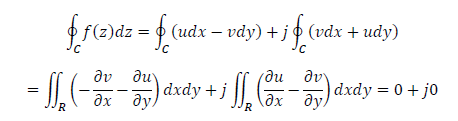 ∮_C f(z)dz = ∮_C (udx − vdy) + j∮_C (vdx + udy)
= ∬_R (−∂v/∂x − ∂u/∂y) dxdy + j∬_R (∂u/∂x − ∂v/∂y) dxdy = 0 + j0